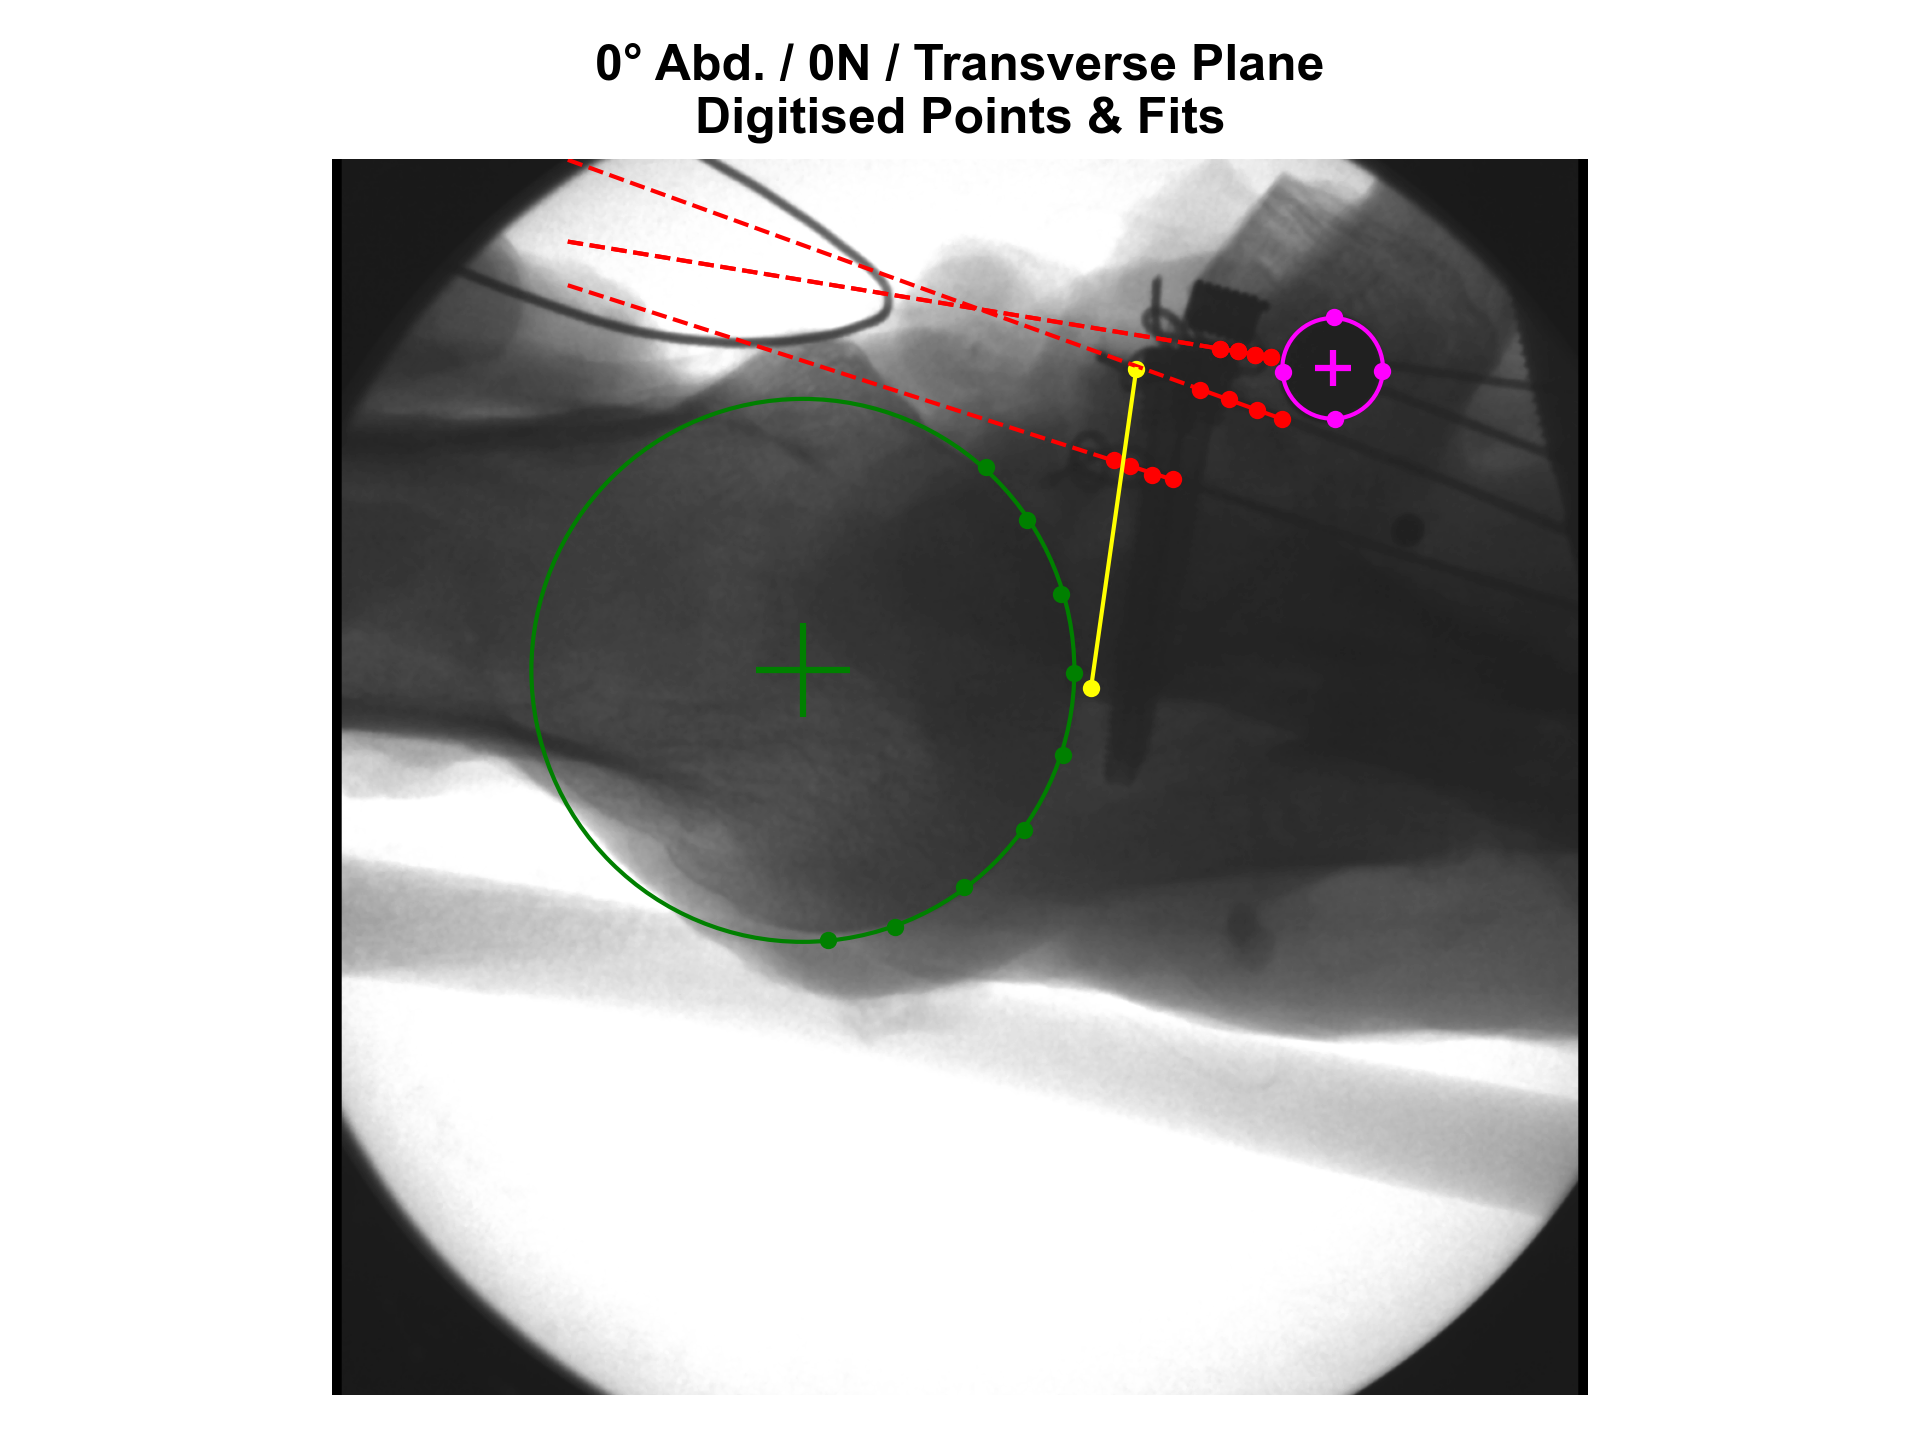 0° Abd. / 0N / Transverse Plane
Digitised Points & Fits